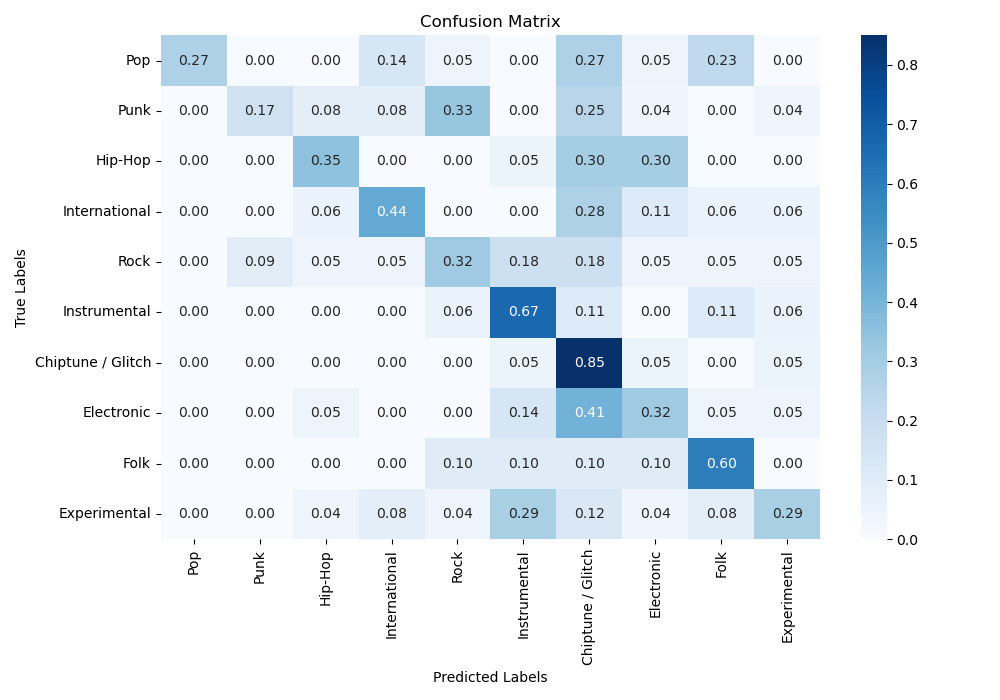 Confusion Matrix
Pop 0.27 0.00 0.00 0.14 0.05 0.00 0.27 0.05 0.23 0.00
Punk 0.00 0.17 0.08 0.08 0.33 0.00 0.25 0.04 0.00 0.04
Hip-Hop 0.00 0.00 0.35 0.00 0.00 0.05 0.30 0.30 0.00 0.00
International 0.00 0.00 0.06 0.44 0.00 0.00 0.28 0.11 0.06 0.06
Rock 0.00 0.09 0.05 0.05 0.32 0.18 0.18 0.05 0.05 0.05
Instrumental 0.00 0.00 0.00 0.00 0.06 0.67 0.11 0.00 0.11 0.06
Chiptune / Glitch 0.00 0.00 0.00 0.00 0.00 0.05 0.85 0.05 0.00 0.05
Electronic 0.00 0.00 0.05 0.00 0.00 0.14 0.41 0.32 0.05 0.05
Folk 0.00 0.00 0.00 0.00 0.10 0.10 0.10 0.10 0.60 0.00
Experimental 0.00 0.00 0.04 0.08 0.04 0.29 0.12 0.04 0.08 0.29
True Labels
Pop
Punk
Hip-Hop
International
Rock
Instrumental
Chiptune / Glitch
Electronic
Folk
Experimental
Predicted Labels
0.8
0.7
0.6
0.5
0.4
0.3
0.2
0.1
0.0